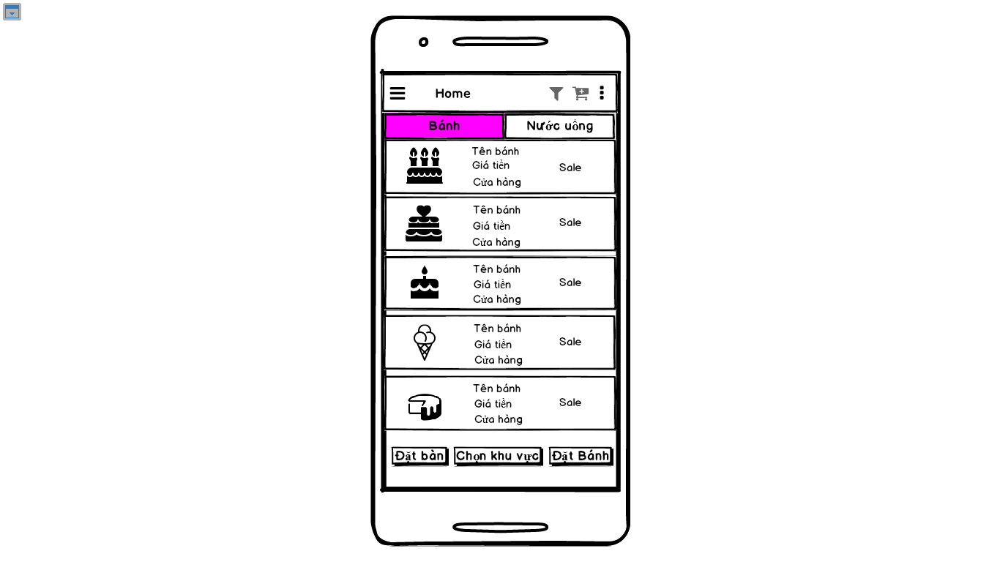 Home
Bánh
Nước uống
Tên bánh
Giá tiền
Cửa hàng
Sale
Tên bánh
Giá tiền
Cửa hàng
Sale
Tên bánh
Giá tiền
Cửa hàng
Sale
Tên bánh
Giá tiền
Cửa hàng
Sale
Tên bánh
Giá tiền
Cửa hàng
Sale
Đặt bàn
Chọn khu vực
Đặt Bánh